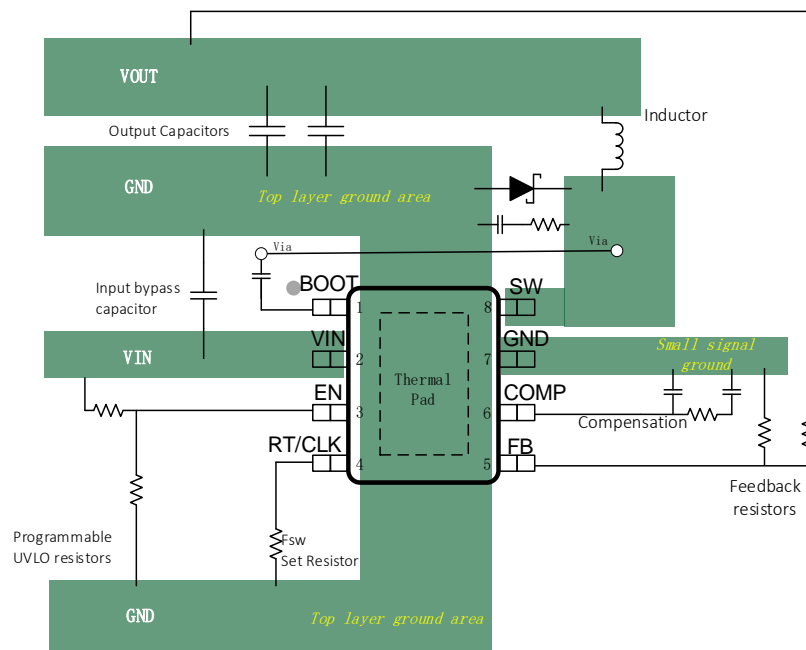 VOUT
Inductor
Output Capacitors
GND
Top layer ground area
Via
Via
BOOT
SW
Input bypass
capacitor
1
8
VIN
VIN
GND
Small signal
ground
2
7
Thermal
Pad
EN
COMP
3
6
Compensation
RT/CLK
FB
4
5
Feedback
resistors
Programmable
UVLO resistors
Fsw
Set Resistor
GND
Top layer ground area